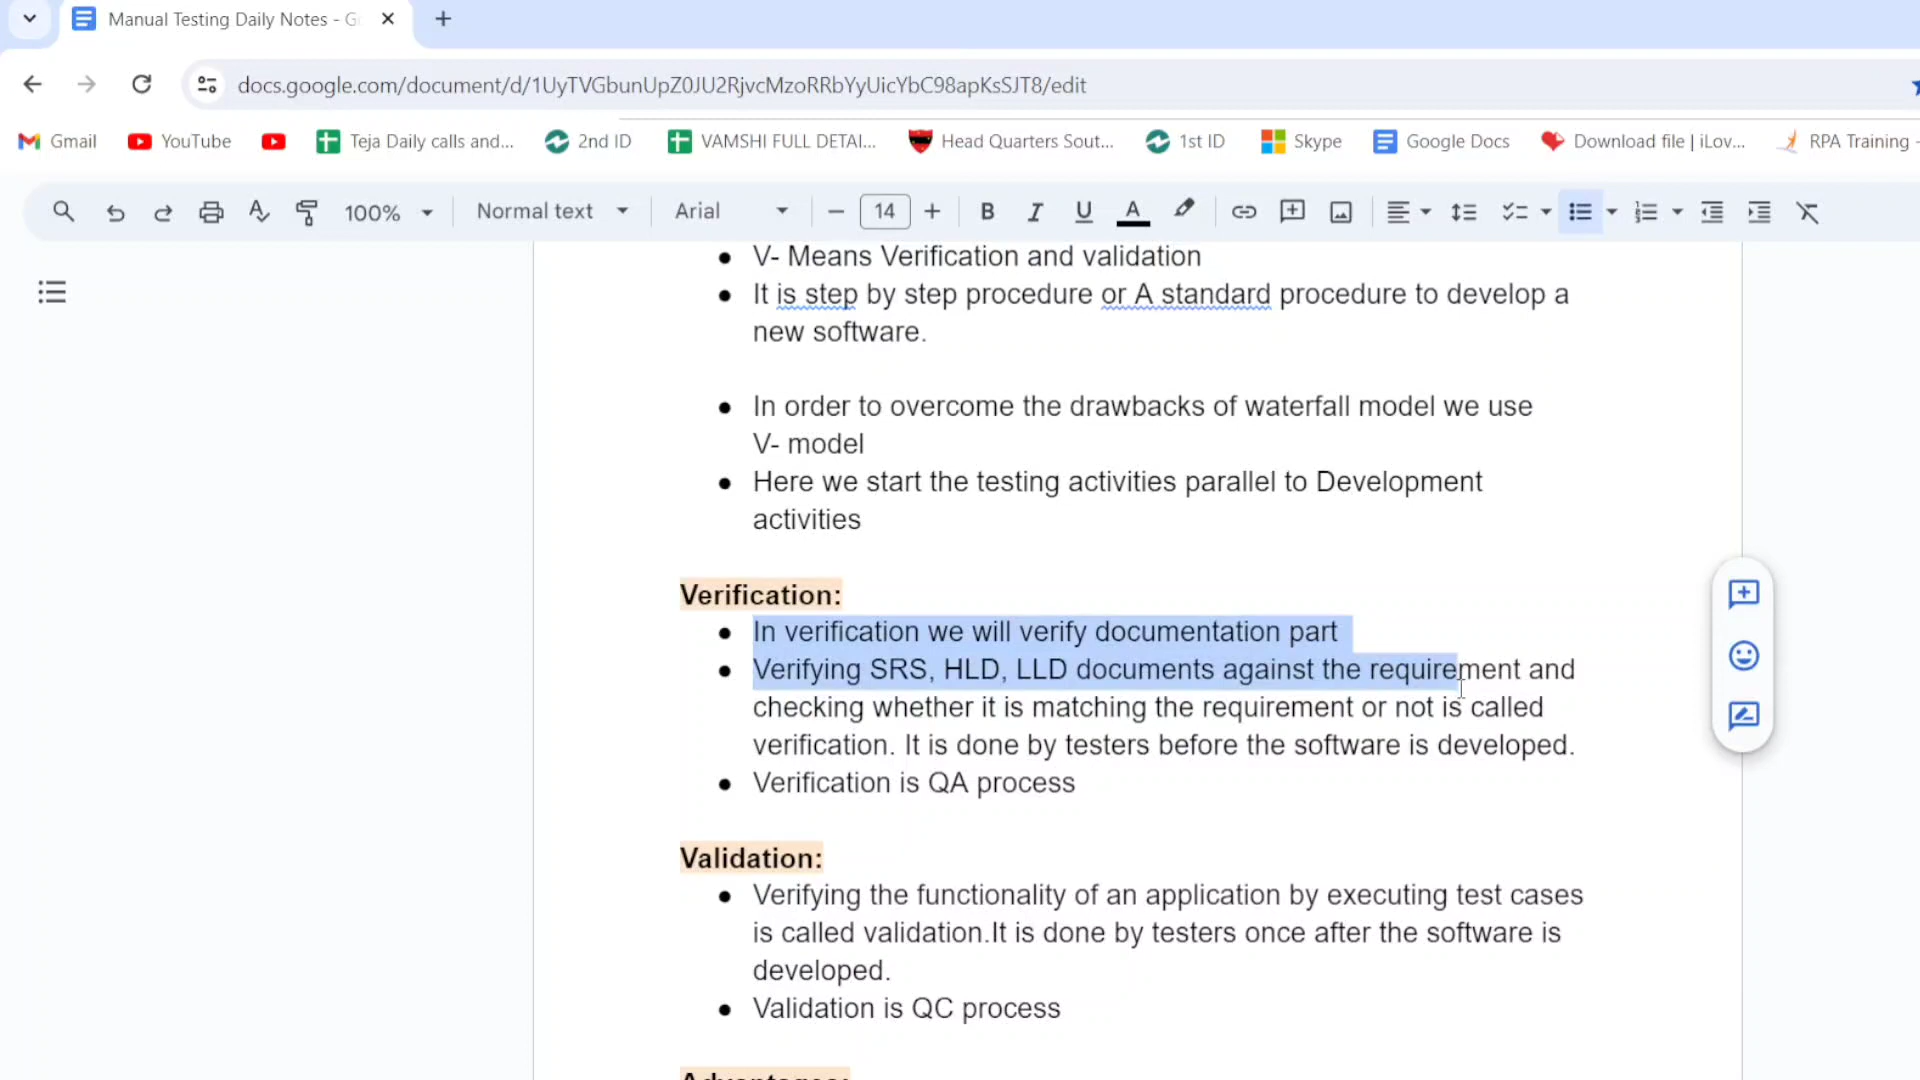 Manual Testing Daily Notes - G
docs.google.com/document/d/1UyTVGbunUpZ0JU2RjvcMzoRRbYyUicYbC98apKsSJT8/edit
Gmail YouTube Teja Daily calls and... 2nd ID VAMSHI FULL DETAI... Head Quarters Sout... 1st ID Skype Google Docs Download file | iLov... RPA Training -
100% Normal text Arial − 14 + B I U A
● V- Means Verification and validation
● It is step by step procedure or A standard procedure to develop a
new software.
● In order to overcome the drawbacks of waterfall model we use
V- model
● Here we start the testing activities parallel to Development
activities
Verification:
● In verification we will verify documentation part
● Verifying SRS, HLD, LLD documents against the requirement and
checking whether it is matching the requirement or not is called
verification. It is done by testers before the software is developed.
● Verification is QA process
Validation:
● Verifying the functionality of an application by executing test cases
is called validation.It is done by testers once after the software is
developed.
● Validation is QC process
Advantages: